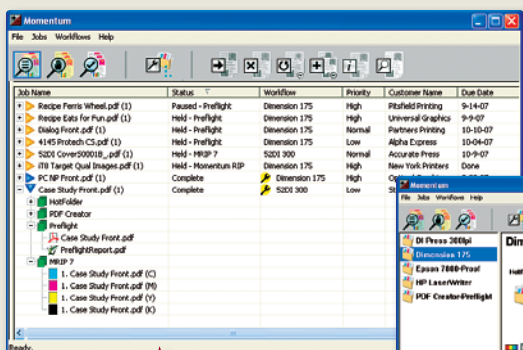 Momentum
File Jobs Workflows Help
Job Name Status Workflow Priority Customer Name Due Date
Recipe Ferris Wheel.pdf (1) Paused - Preflight Dimension 175 High Pitsfield Printing 9-14-07
Recipe Eats for Fun.pdf (1) Held - Preflight Dimension 175 High Universal Graphics 9-9-07
Dialog Front.pdf (1) Held - Preflight Dimension 175 Normal Partners Printing 10-10-07
4145 Protech CS.pdf (1) Held - Preflight Dimension 175 Low Alpha Express 10-04-07
52DI Cover50001B_.pdf (1) Held - MRIP 7 52DI 300 Normal Accurate Press 10-9-07
iT8 Target Qual Images.pdf (1) Held - Momentum RIP Dimension 175 High New York Printers Done
PC NP Front.pdf (1) Complete Dimension 175 High
Case Study Front.pdf (1) Complete 52DI 300 Low
HotFolder
PDF Creator
Preflight
Case Study Front.pdf
PreflightReport.pdf
MRIP 7
1. Case Study Front.pdf (C)
1. Case Study Front.pdf (M)
1. Case Study Front.pdf (Y)
1. Case Study Front.pdf (K)
Ready.
Momentum
File Jobs Workflows Help
DI Press 300lpi
Dimension 175
Epson 7800-Proof
HP LaserWriter
PDF Creator-Preflight